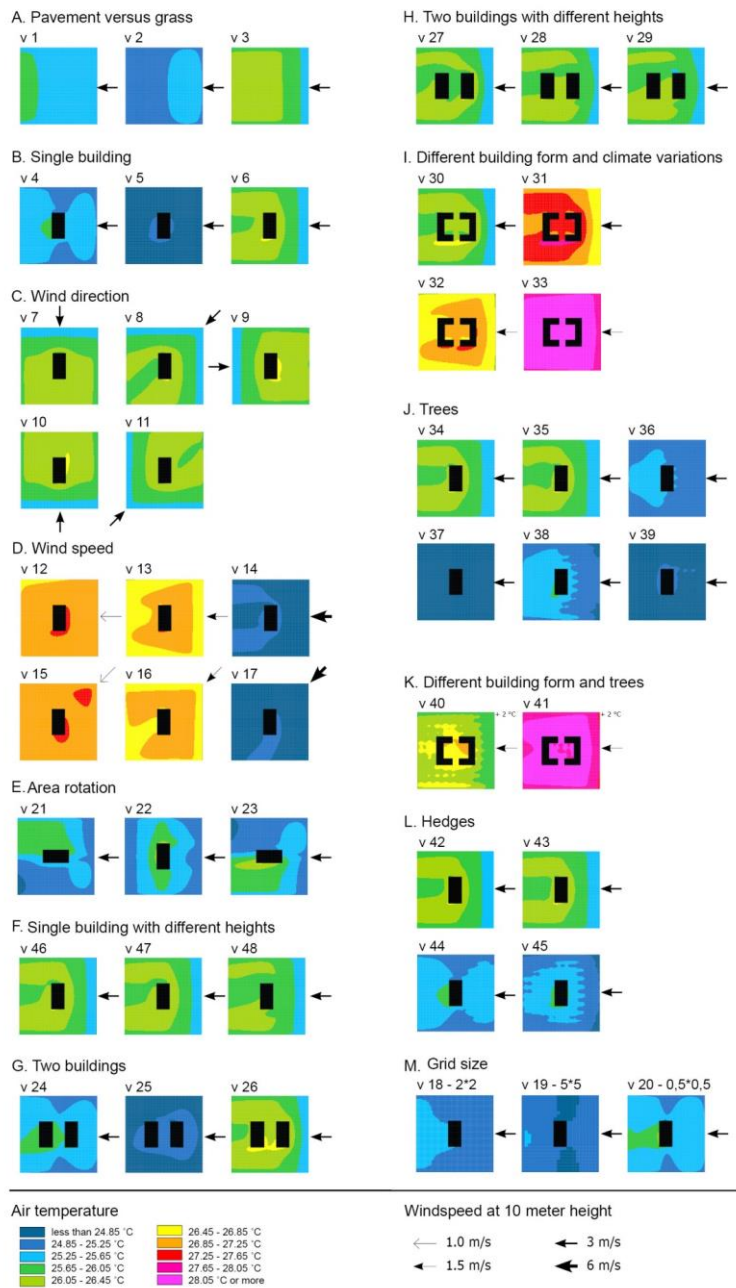 A. Pavement versus grass
v 1 v 2 v 3
B. Single building
v 4 v 5 v 6
C. Wind direction
v 7 v 8 v 9
v 10 v 11
D. Wind speed
v 12 v 13 v 14
v 15 v 16 v 17
E. Area rotation
v 21 v 22 v 23
F. Single building with different heights
v 46 v 47 v 48
G. Two buildings
v 24 v 25 v 26
H. Two buildings with different heights
v 27 v 28 v 29
I. Different building form and climate variations
v 30 v 31
v 32 v 33
J. Trees
v 34 v 35 v 36
v 37 v 38 v 39
K. Different building form and trees
v 40 + 2 °C v 41 + 2 °C
L. Hedges
v 42 v 43
v 44 v 45
M. Grid size
v 18 - 2*2 v 19 - 5*5 v 20 - 0,5*0,5
Air temperature
less than 24.85 °C
24.85 - 25.25 °C
25.25 - 25.65 °C
25.65 - 26.05 °C
26.05 - 26.45 °C
26.45 - 26.85 °C
26.85 - 27.25 °C
27.25 - 27.65 °C
27.65 - 28.05 °C
28.05 °C or more
Windspeed at 10 meter height
1.0 m/s 3 m/s
1.5 m/s 6 m/s